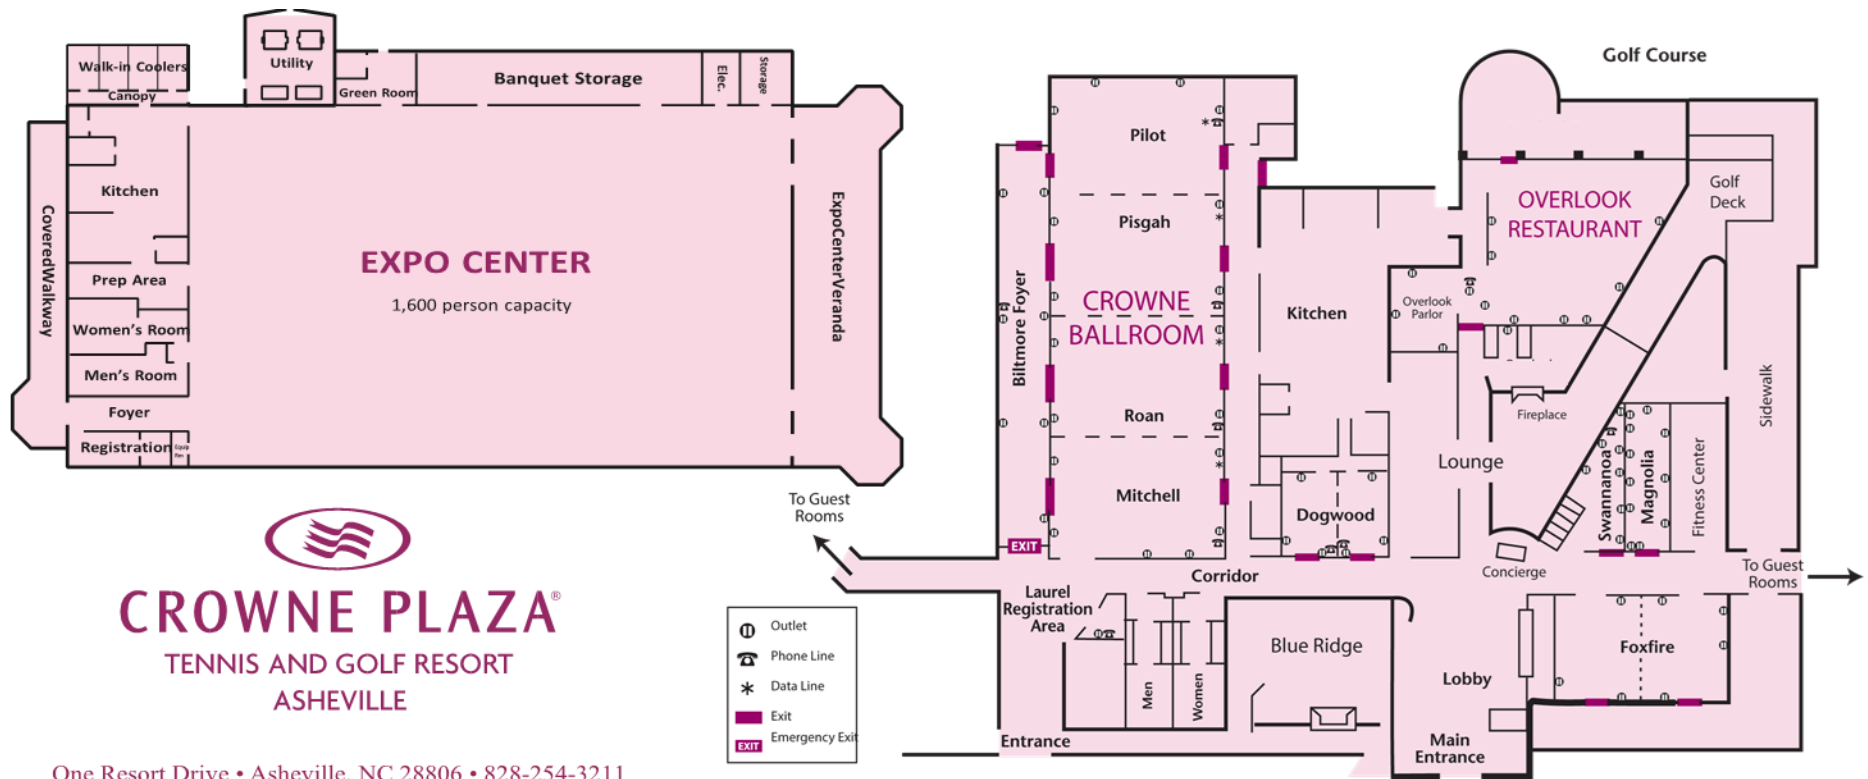 Walk-in Coolers
Canopy
Utility
Green Room
Banquet Storage
Elec.
Storage
CoveredWalkway
Kitchen
Prep Area
Women's Room
Men's Room
Foyer
Registration
Equip
Rm.
EXPO CENTER
1,600 person capacity
ExpoCenterVeranda
CROWNE PLAZA®
TENNIS AND GOLF RESORT
ASHEVILLE
One Resort Drive • Asheville, NC 28806 • 828-254-3211
To Guest
Rooms
Outlet
Phone Line
Data Line
Exit
EXIT
Emergency Exit
Biltmore Foyer
EXIT
Pilot
Pisgah
CROWNE
BALLROOM
Roan
Mitchell
Kitchen
Dogwood
Corridor
Laurel
Registration
Area
Men
Women
Entrance
Blue Ridge
Lobby
Main
Entrance
Golf Course
OVERLOOK
RESTAURANT
Overlook
Parlor
Golf
Deck
Fireplace
Lounge
Sidewalk
Swannanoa
Magnolia
Fitness Center
Concierge
To Guest
Rooms
Foxfire